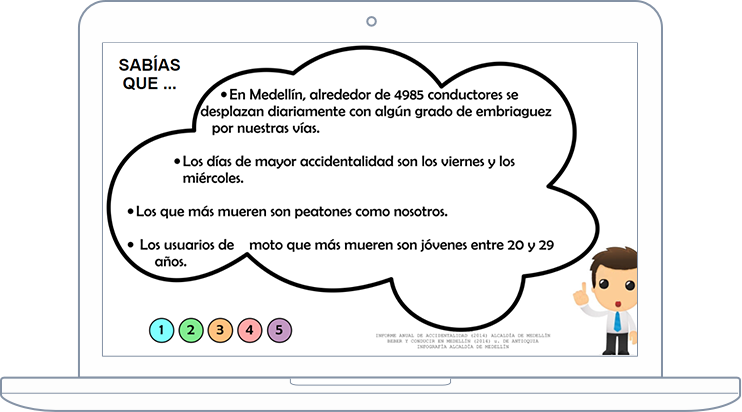 SABÍAS
QUE ...
•En Medellín, alrededor de 4985 conductores se
desplazan diariamente con algún grado de embriaguez
por nuestras vías.
•Los días de mayor accidentalidad son los viernes y los
miércoles.
•Los que más mueren son peatones como nosotros.
• Los usuarios de moto que más mueren son jóvenes entre 20 y 29
años.
1 2 3 4 5
INFORME ANUAL DE ACCIDENTALIDAD (2014) ALCALDÍA DE MEDELLÍN
BEBER Y CONDUCIR EN MEDELLÍN (2014) U. DE ANTIOQUIA
INFOGRAFÍA ALCALDÍA DE MEDELLÍN